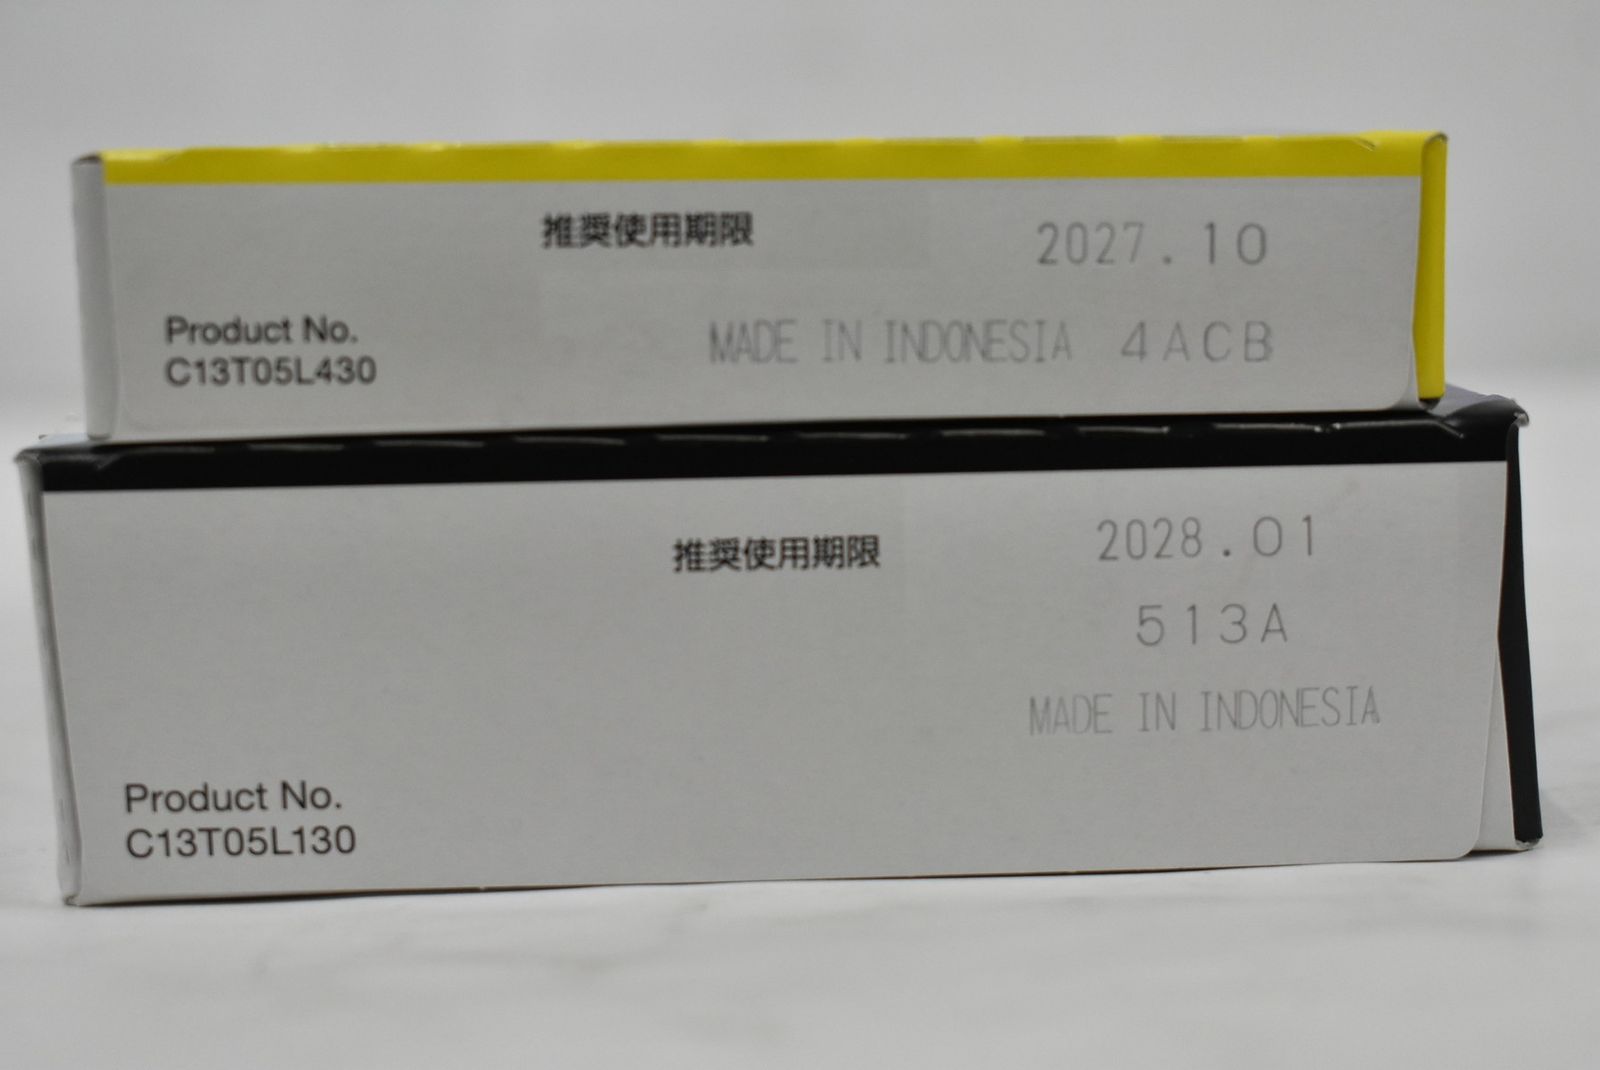 推奨使用期限 2027.10
Product No. MADE IN INDONESIA 4ACB
C13T05L430
推奨使用期限 2028.01
513A
MADE IN INDONESIA
Product No.
C13T05L130